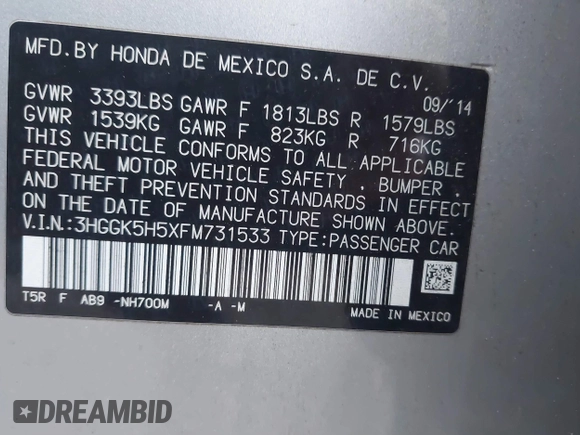 MFD.BY HONDA DE MEXICO S.A. DE C.V.
09/'14
GVWR 3393LBS GAWR F 1813LBS R 1579LBS
GVWR 1539KG GAWR F 823KG R 716KG
THIS VEHICLE CONFORMS TO ALL APPLICABLE
FEDERAL MOTOR VEHICLE SAFETY , BUMPER ,
AND THEFT PREVENTION STANDARDS IN EFFECT
ON THE DATE OF MANUFACTURE SHOWN ABOVE.
V.I.N.:3HGGK5H5XFM731533 TYPE:PASSENGER CAR
T5R F AB9 -NH700M -A -M
MADE IN MEXICO
DREAMBID